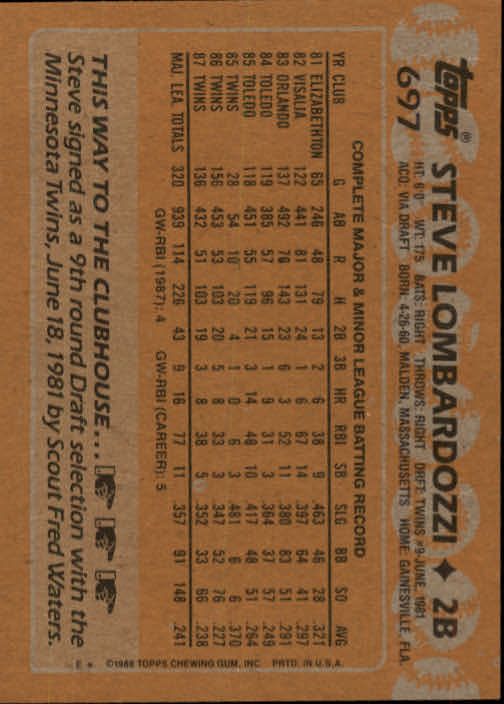 topps®
697
STEVE LOMBARDOZZI ♦ 2B
HT: 6'0 WT: 175 BATS: RIGHT THROWS: RIGHT DRFT: TWINS #9-JUNE, 1981
ACQ: VIA DRAFT BORN: 4-26-60, MALDEN, MASSACHUSETTS HOME: GAINESVILLE, FLA.
COMPLETE MAJOR & MINOR LEAGUE BATTING RECORD
YR CLUB G AB R H 2B 3B HR RBI SB SLG BB SO AVG
81 ELIZABETHTON 65 246 48 79 13 2 6 38 9 .463 46 28 .321
82 VISALIA 122 441 81 131 24 1 6 67 14 .397 64 41 .297
83 ORLANDO 137 492 76 143 23 6 3 52 11 .380 83 51 .291
84 TOLEDO 119 385 57 96 15 1 9 31 3 .364 37 57 .249
85 TOLEDO 118 451 55 119 21 3 14 48 10 .417 48 51 .264
85 TWINS 28 54 10 20 4 1 0 6 3 .481 6 6 .370
86 TWINS 156 453 53 103 20 5 8 33 3 .347 52 76 .227
87 TWINS 136 432 51 103 19 3 8 38 5 .352 33 66 .238
MAJ. LEA. TOTALS 320 939 114 226 43 9 16 77 11 .357 91 148 .241
GW-RBI (1987): 4 GW-RBI (CAREER): 5
THIS WAY TO THE CLUBHOUSE...
Steve signed as a 9th round Draft selection with the
Minnesota Twins, June 18, 1981 by Scout Fred Waters.
E * ©1988 TOPPS CHEWING GUM, INC. PRTD. IN U.S.A.